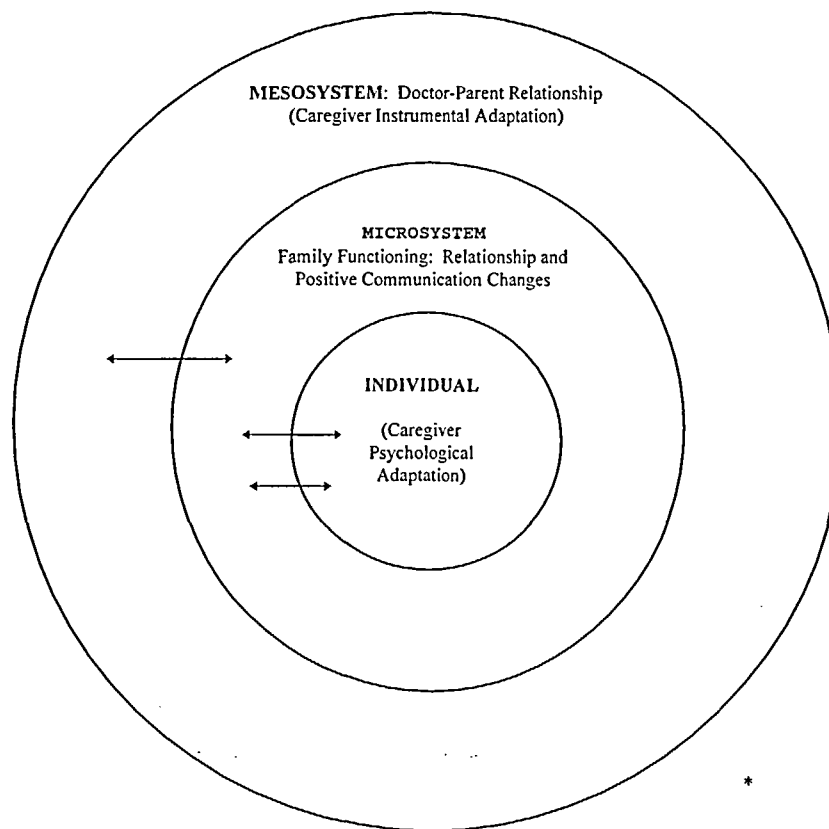 MESOSYSTEM: Doctor-Parent Relationship
(Caregiver Instrumental Adaptation)
MICROSYSTEM
Family Functioning: Relationship and
Positive Communication Changes
INDIVIDUAL
(Caregiver
Psychological
Adaptation)
*